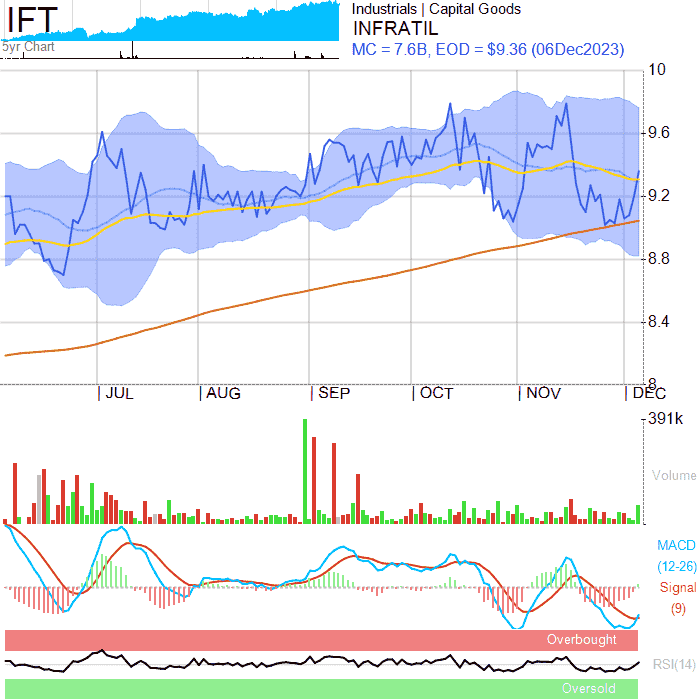 IFT
5yr Chart
Industrials | Capital Goods
INFRATIL
MC = 7.6B, EOD = $9.36 (06Dec2023)
10
9.6
9.2
8.8
8.4
8
JUL AUG SEP OCT NOV DEC
391k
Volume
MACD
(12-26)
Signal
(9)
Overbought
RSI(14)
Oversold